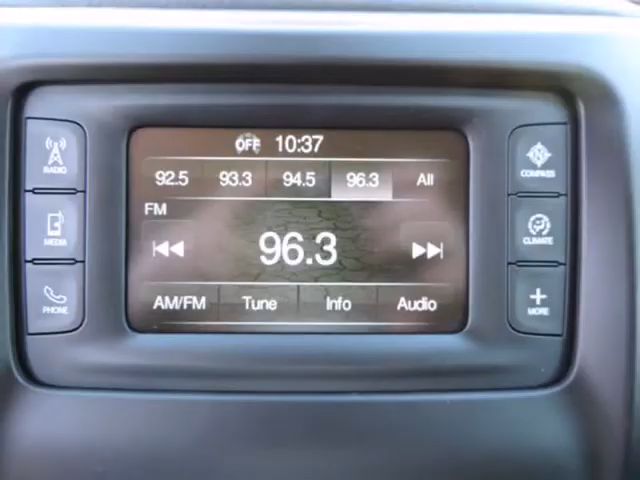 OFF 10:37
92.5 93.3 94.5 96.3 All
FM
96.3
AM/FM Tune Info Audio
RADIO
MEDIA
PHONE
COMPASS
CLIMATE
MORE